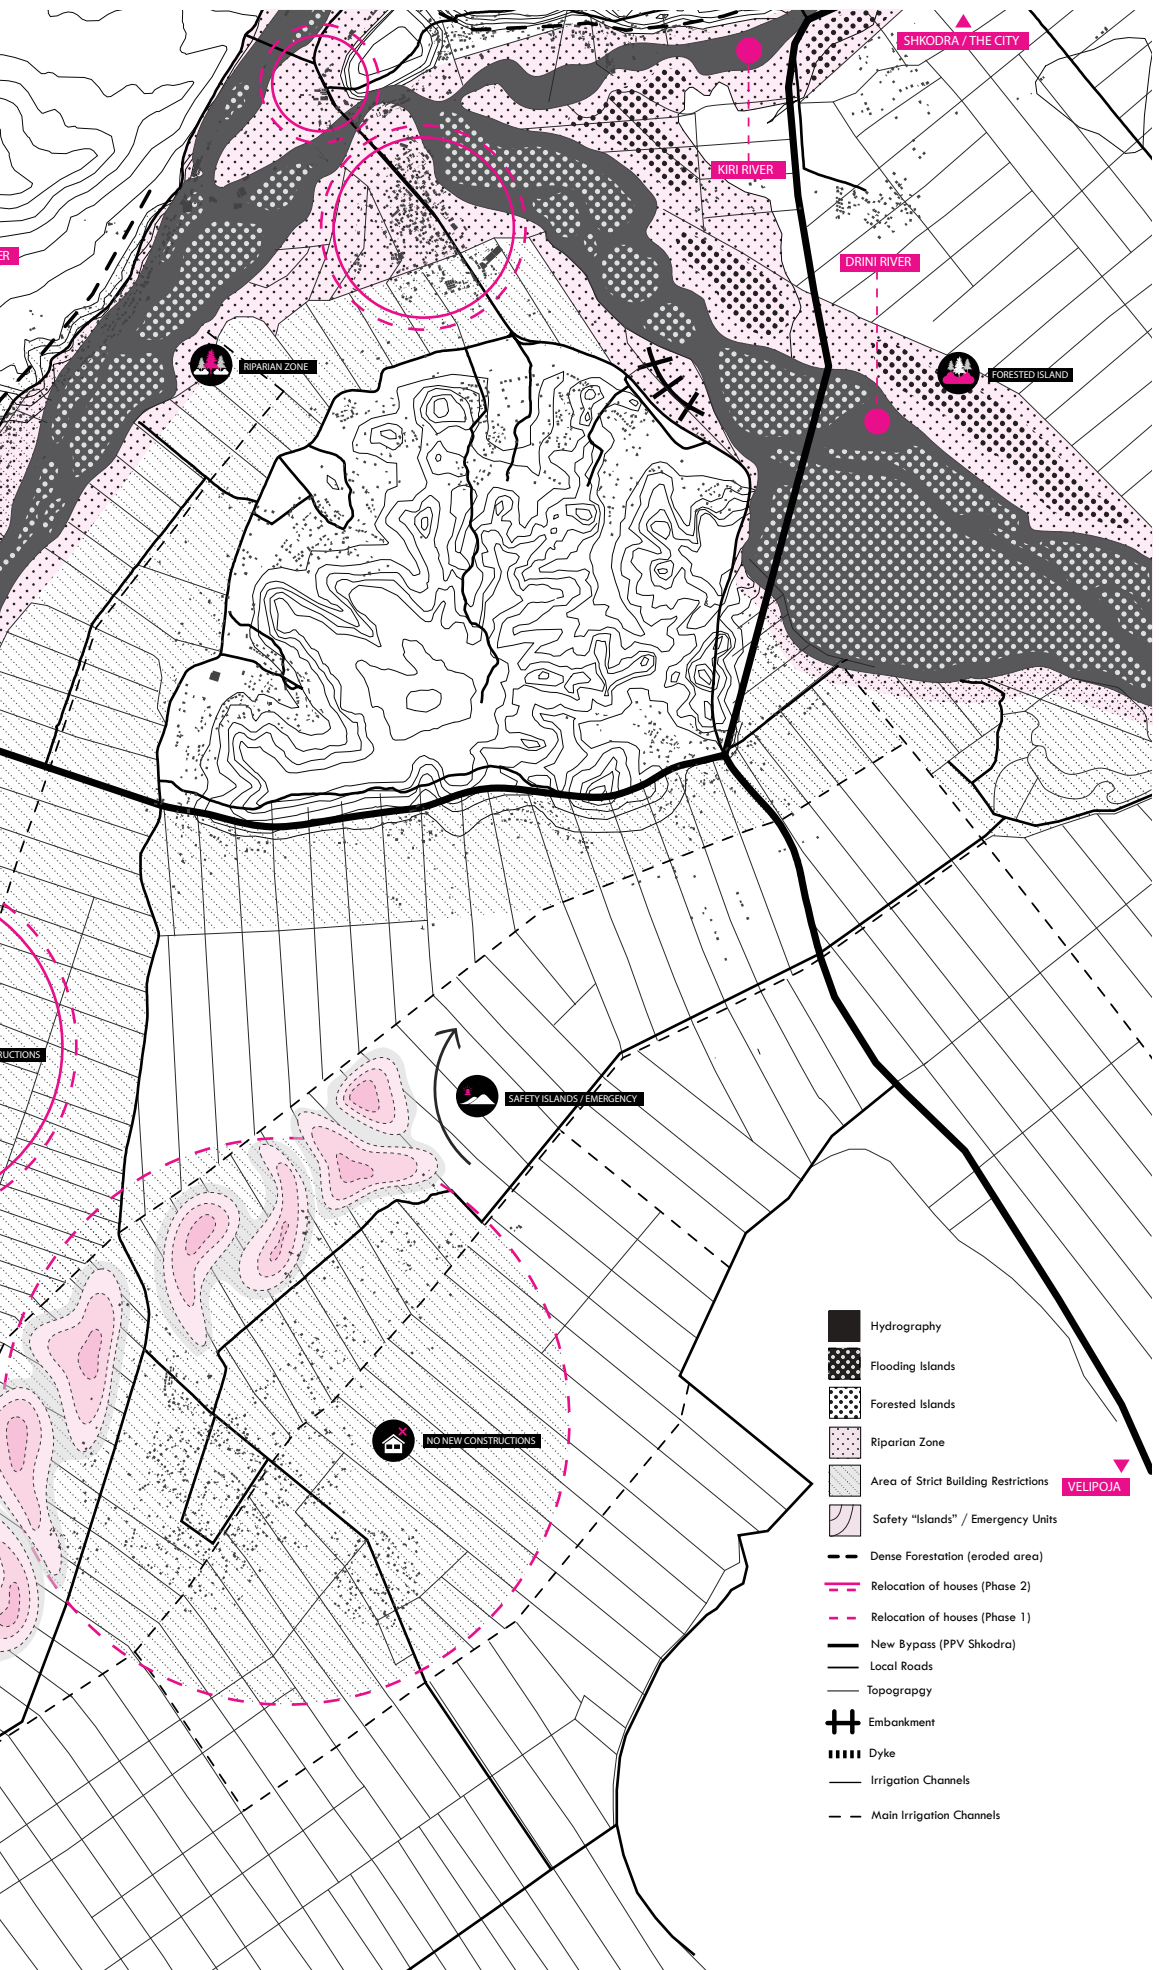 SHKODRA / THE CITY
KIRI RIVER
ER
DRINI RIVER
RIPARIAN ZONE
FORESTED ISLAND
RUCTIONS
SAFETY ISLANDS / EMERGENCY
NO NEW CONSTRUCTIONS
Hydrography
Flooding Islands
Forested Islands
Riparian Zone
Area of Strict Building Restrictions
VELIPOJA
Safety “Islands” / Emergency Units
Dense Forestation (eroded area)
Relocation of houses (Phase 2)
Relocation of houses (Phase 1)
New Bypass (PPV Shkodra)
Local Roads
Topograpgy
Embankment
Dyke
Irrigation Channels
Main Irrigation Channels